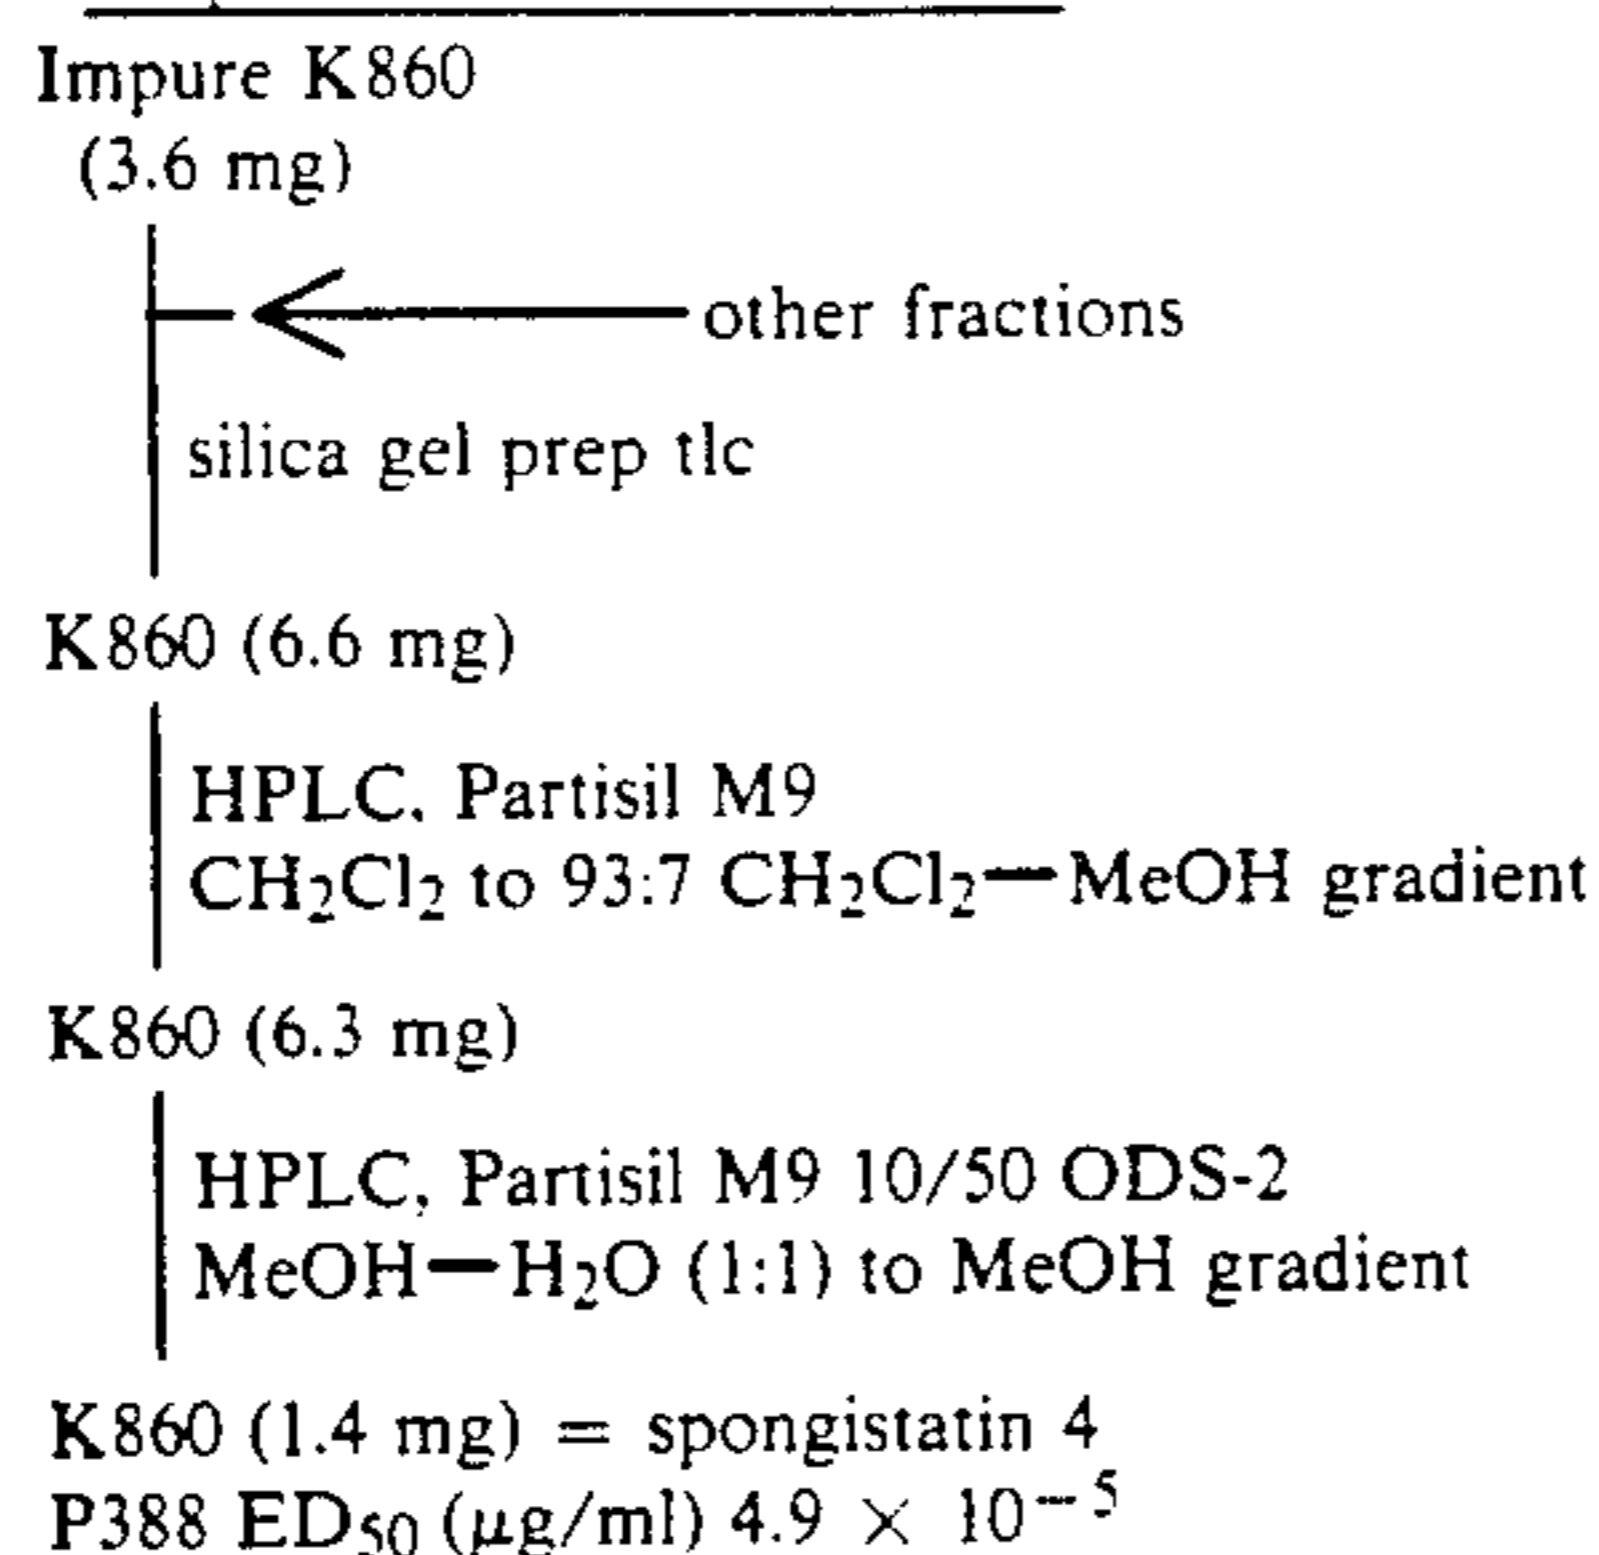 Impure K860
(3.6 mg)
other fractions
silica gel prep tlc
K860 (6.6 mg)
HPLC, Partisil M9
CH₂Cl₂ to 93:7 CH₂Cl₂—MeOH gradient
K860 (6.3 mg)
HPLC, Partisil M9 10/50 ODS-2
MeOH—H₂O (1:1) to MeOH gradient
K860 (1.4 mg) = spongistatin 4
P388 ED₅₀ (μg/ml) 4.9 × 10⁻⁵